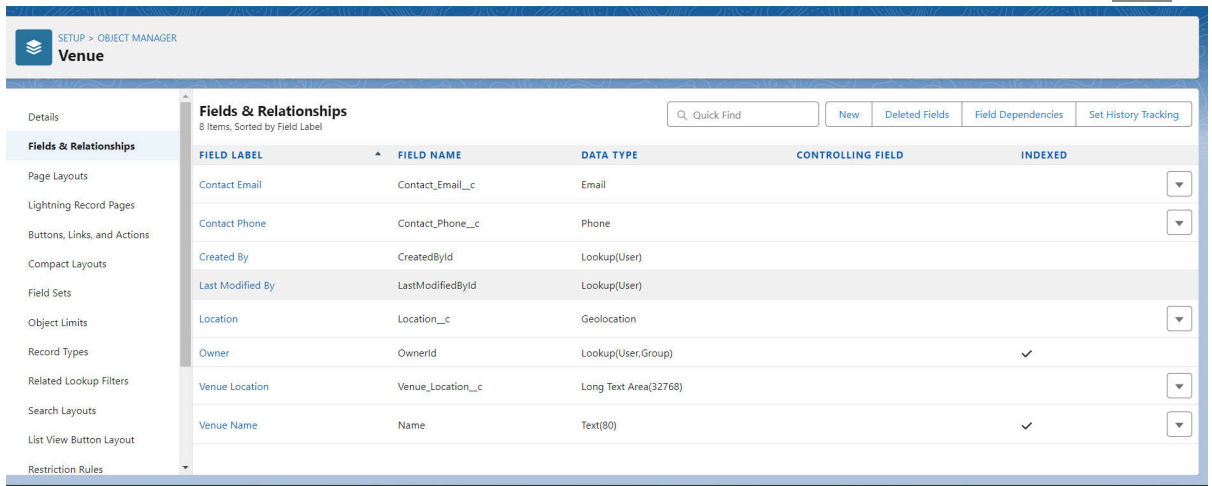 SETUP > OBJECT MANAGER
Venue
Details
Fields & Relationships
Page Layouts
Lightning Record Pages
Buttons, Links, and Actions
Compact Layouts
Field Sets
Object Limits
Record Types
Related Lookup Filters
Search Layouts
List View Button Layout
Restriction Rules
Fields & Relationships
8 Items, Sorted by Field Label
Quick Find
New
Deleted Fields
Field Dependencies
Set History Tracking
FIELD LABEL FIELD NAME DATA TYPE CONTROLLING FIELD INDEXED
Contact Email Contact_Email__c Email
Contact Phone Contact_Phone__c Phone
Created By CreatedById Lookup(User)
Last Modified By LastModifiedById Lookup(User)
Location Location__c Geolocation
Owner OwnerId Lookup(User,Group)
Venue Location Venue_Location__c Long Text Area(32768)
Venue Name Name Text(80)